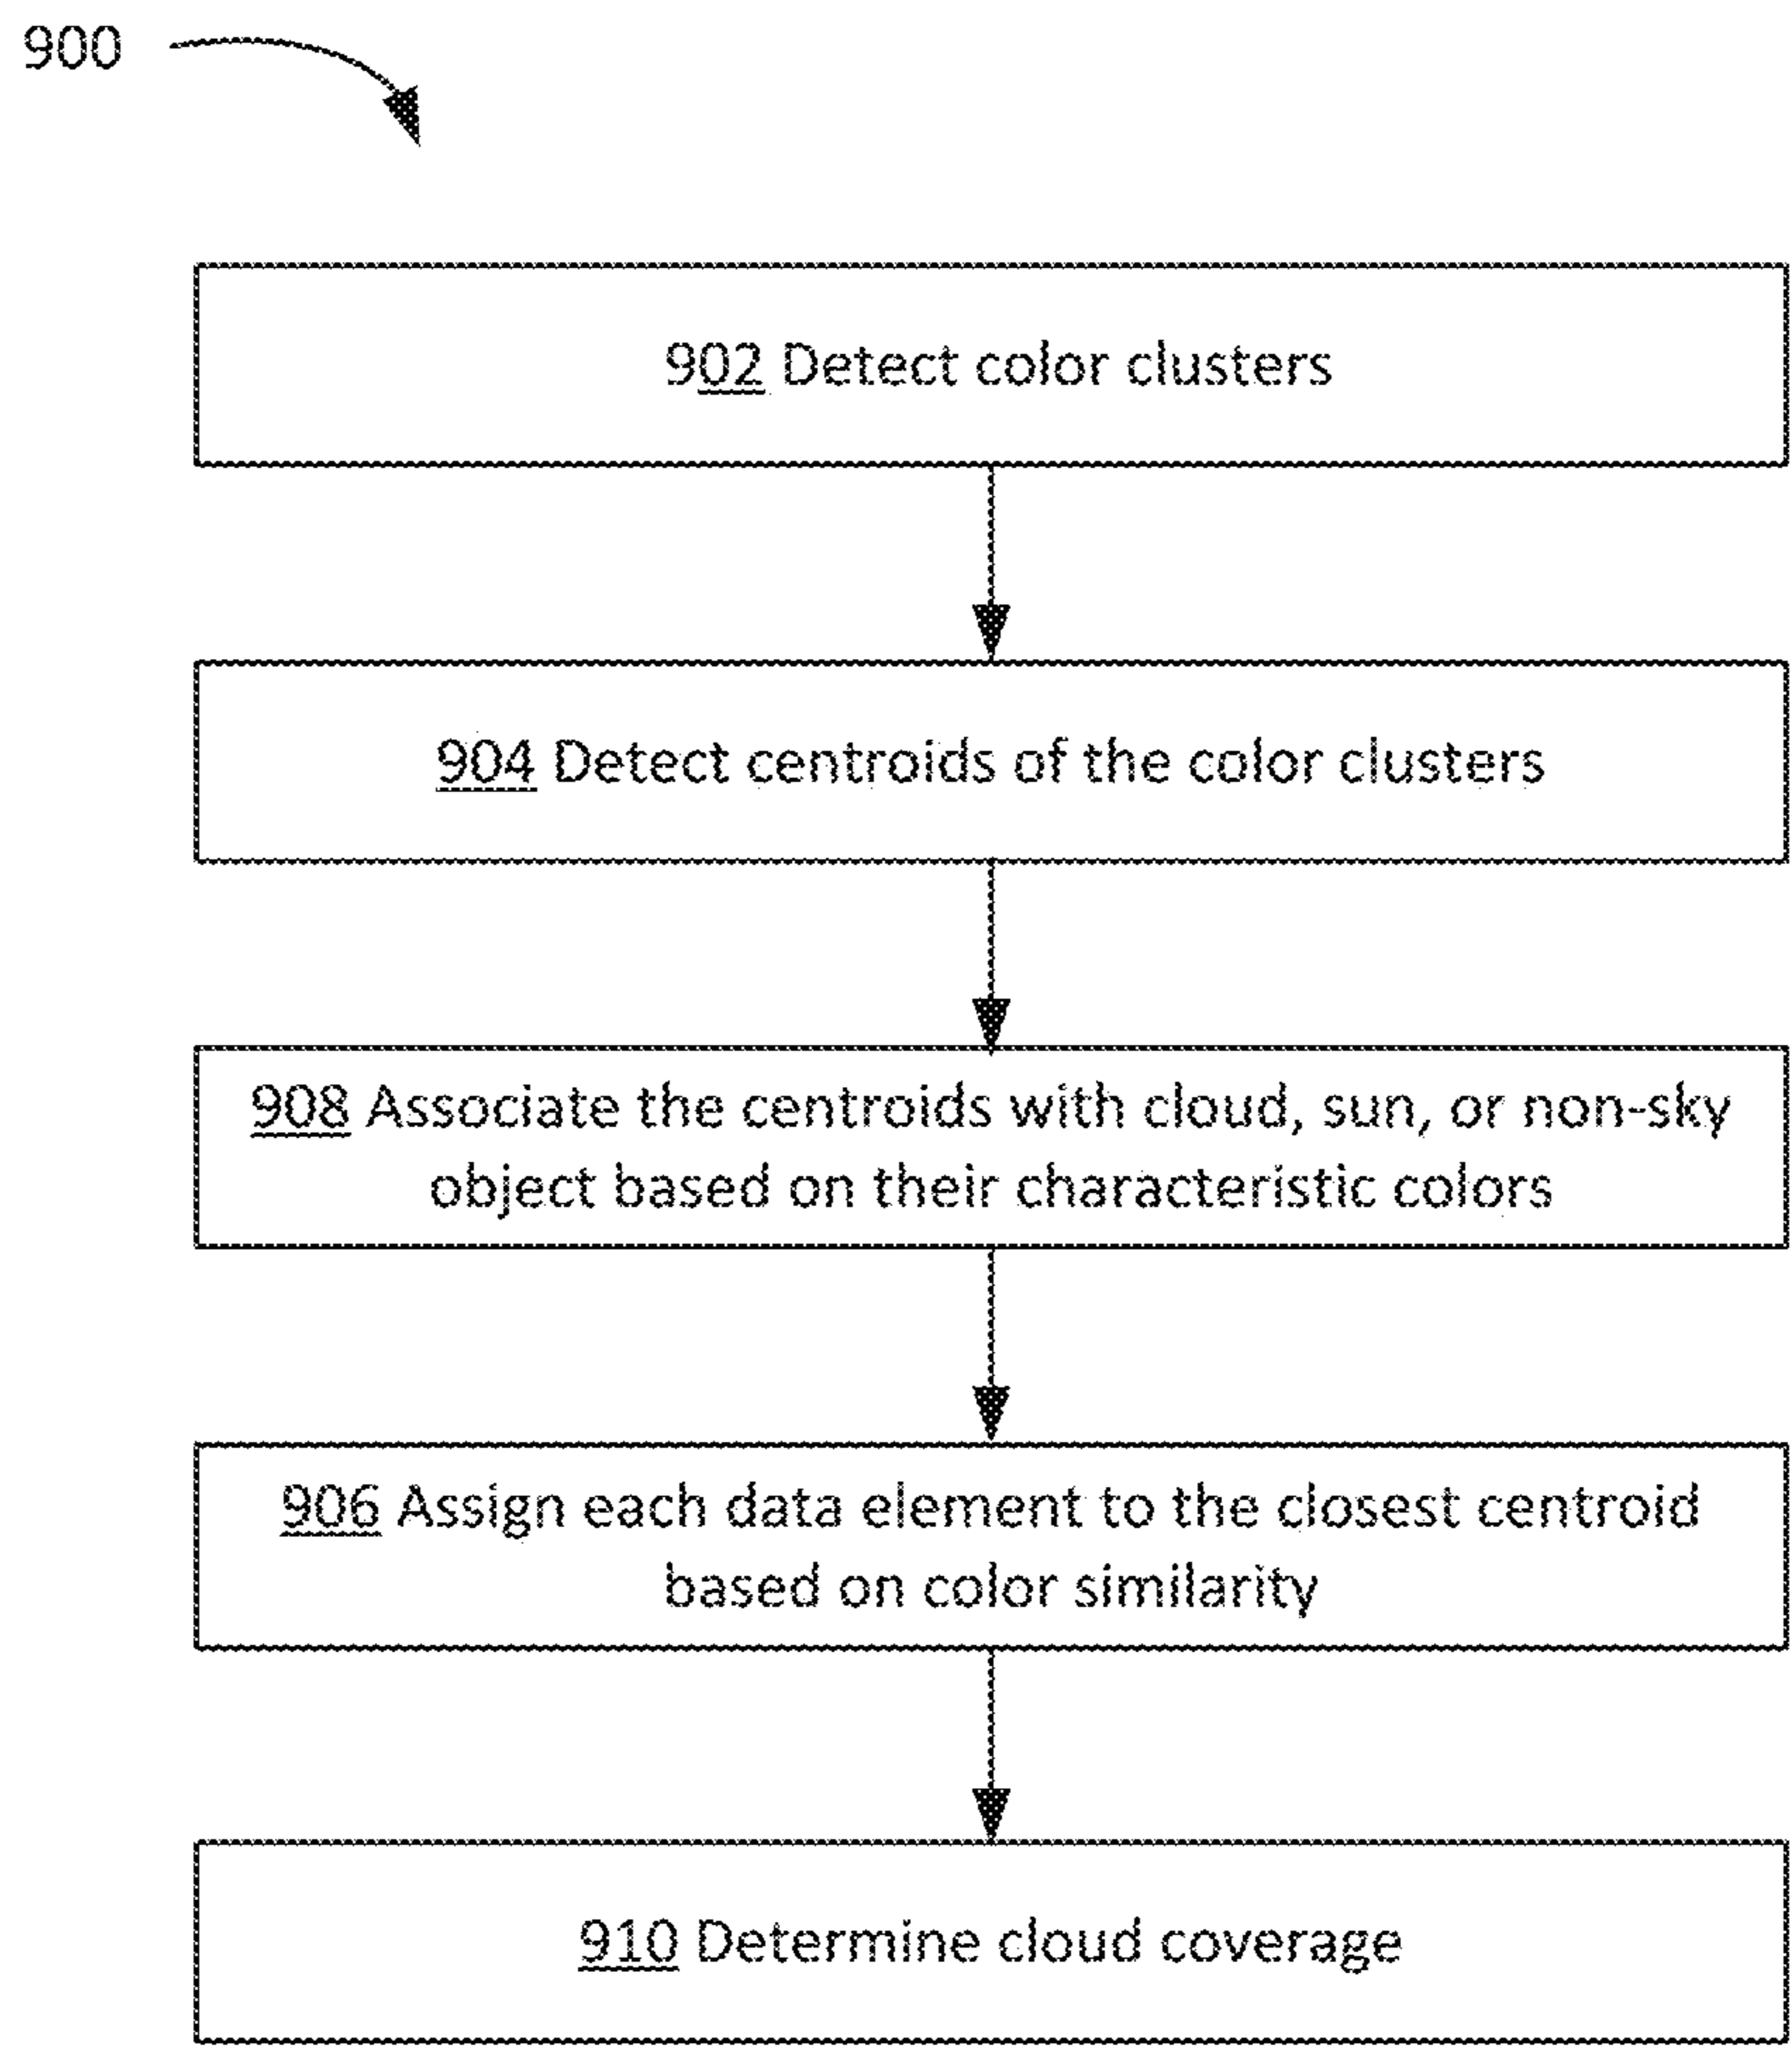 900
902 Detect color clusters
904 Detect centroids of the color clusters
908 Associate the centroids with cloud, sun, or non-sky
object based on their characteristic colors
906 Assign each data element to the closest centroid
based on color similarity
910 Determine cloud coverage